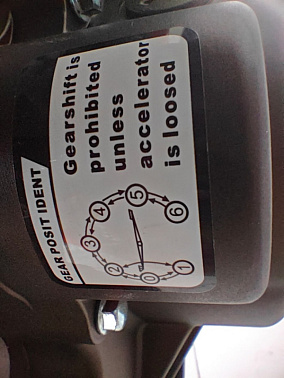 GEAR POSIT IDENT
Gearshift is
prohibited
unless
accelerator
is loosed
1
0
2
3
4
5
6